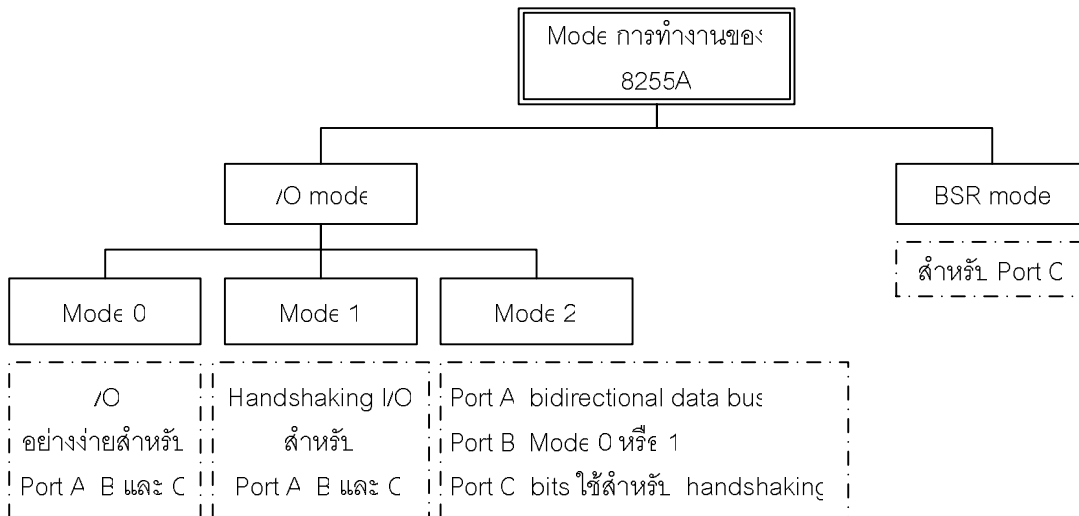 Mode การทำงานของ
8255A
I/O mode
BSR mode
สำหรับ Port C
Mode 0
Mode 1
Mode 2
I/O
อย่างง่ายสำหรับ
Port A B และ C
Handshaking I/O
สำหรับ
Port A B และ C
Port A bidirectional data bus
Port B Mode 0 หรือ 1
Port C bits ใช้สำหรับ handshaking